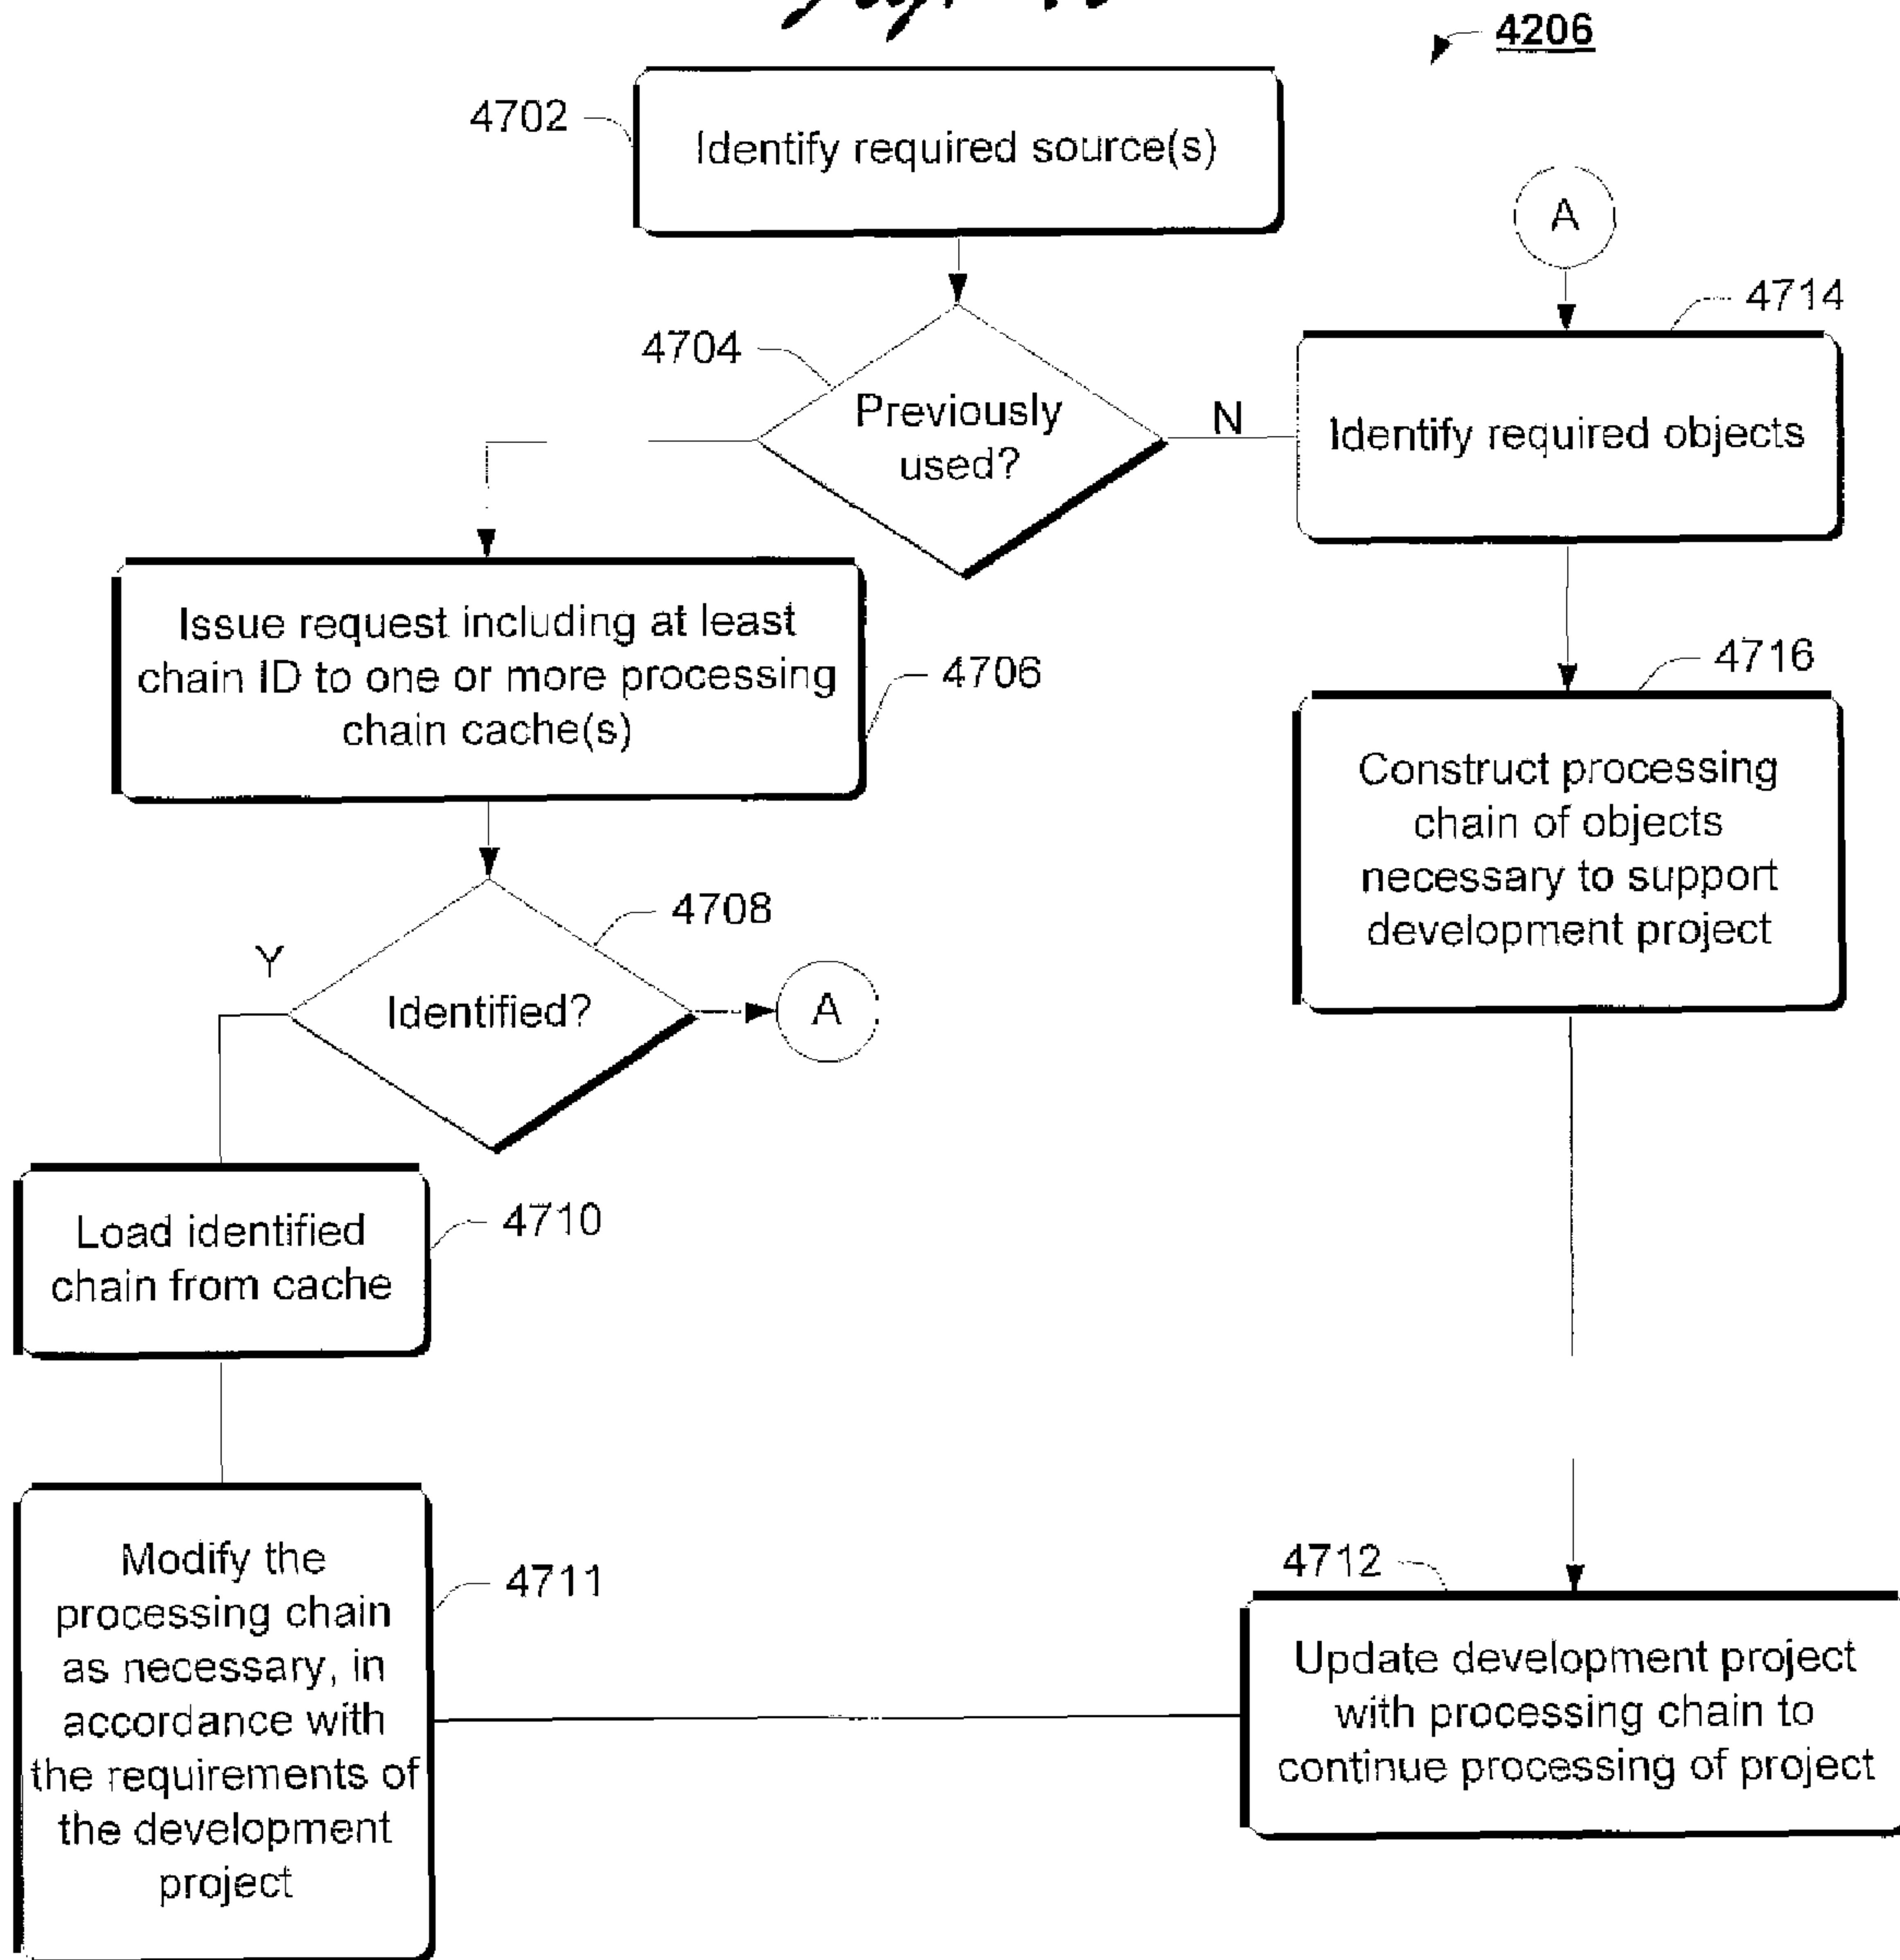 4206
4702
Identify required source(s)
A
4714
4704
Previously
used?
N
Identify required objects
Issue request including at least
chain ID to one or more processing
chain cache(s)
4706
4716
Construct processing
chain of objects
necessary to support
development project
4708
Y
Identified?
A
Load identified
chain from cache
4710
Modify the
processing chain
as necessary, in
accordance with
the requirements of
the development
project
4711
4712
Update development project
with processing chain to
continue processing of project